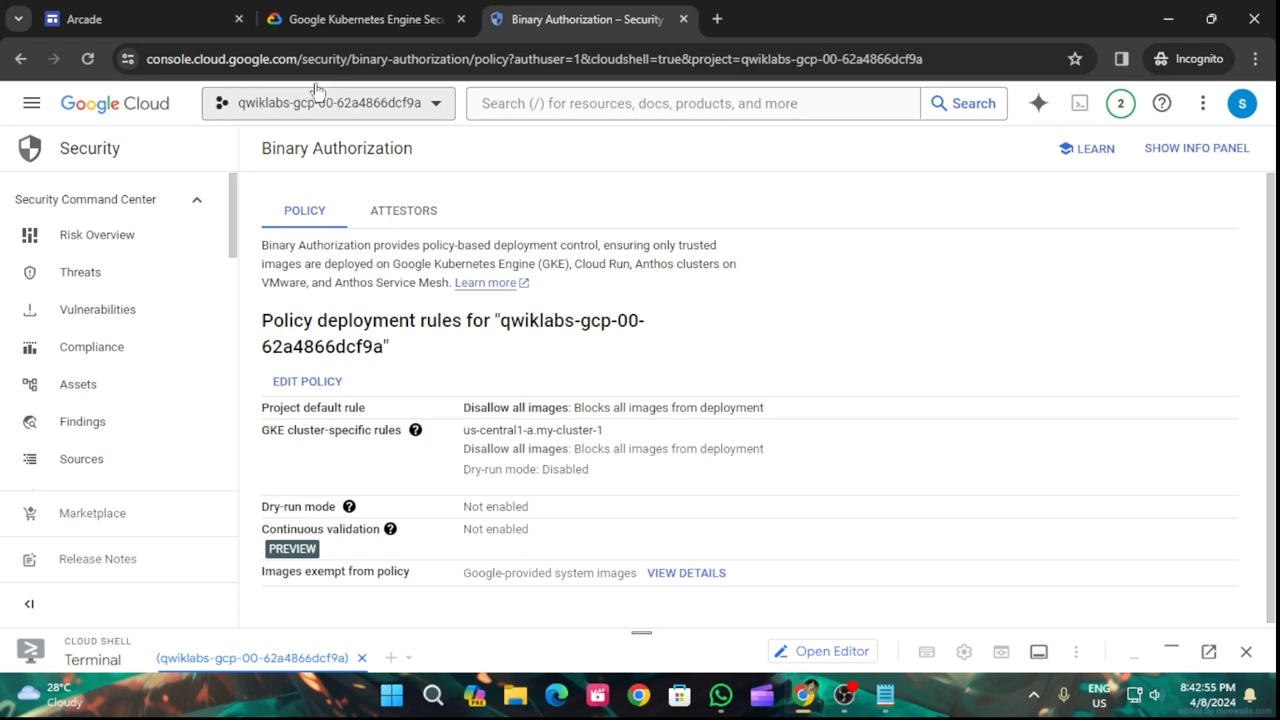 Arcade
Google Kubernetes Engine Secu
Binary Authorization – Security
console.cloud.google.com/security/binary-authorization/policy?authuser=1&cloudshell=true&project=qwiklabs-gcp-00-62a4866dcf9a
Incognito
Google Cloud
qwiklabs-gcp-00-62a4866dcf9a
Search (/) for resources, docs, products, and more
Search
2
S
Security
Binary Authorization
LEARN
SHOW INFO PANEL
Security Command Center
Risk Overview
Threats
Vulnerabilities
Compliance
Assets
Findings
Sources
Marketplace
Release Notes
POLICY
ATTESTORS
Binary Authorization provides policy-based deployment control, ensuring only trusted
images are deployed on Google Kubernetes Engine (GKE), Cloud Run, Anthos clusters on
VMware, and Anthos Service Mesh. Learn more
Policy deployment rules for "qwiklabs-gcp-00-
62a4866dcf9a"
EDIT POLICY
Project default rule
Disallow all images: Blocks all images from deployment
GKE cluster-specific rules
us-central1-a.my-cluster-1
Disallow all images: Blocks all images from deployment
Dry-run mode: Disabled
Dry-run mode
Not enabled
Continuous validation
Not enabled
PREVIEW
Images exempt from policy
Google-provided system images VIEW DETAILS
CLOUD SHELL
Terminal
(qwiklabs-gcp-00-62a4866dcf9a)
Open Editor
28°C
Cloudy
PRE
ENG
US
8:42:55 PM
4/8/2024